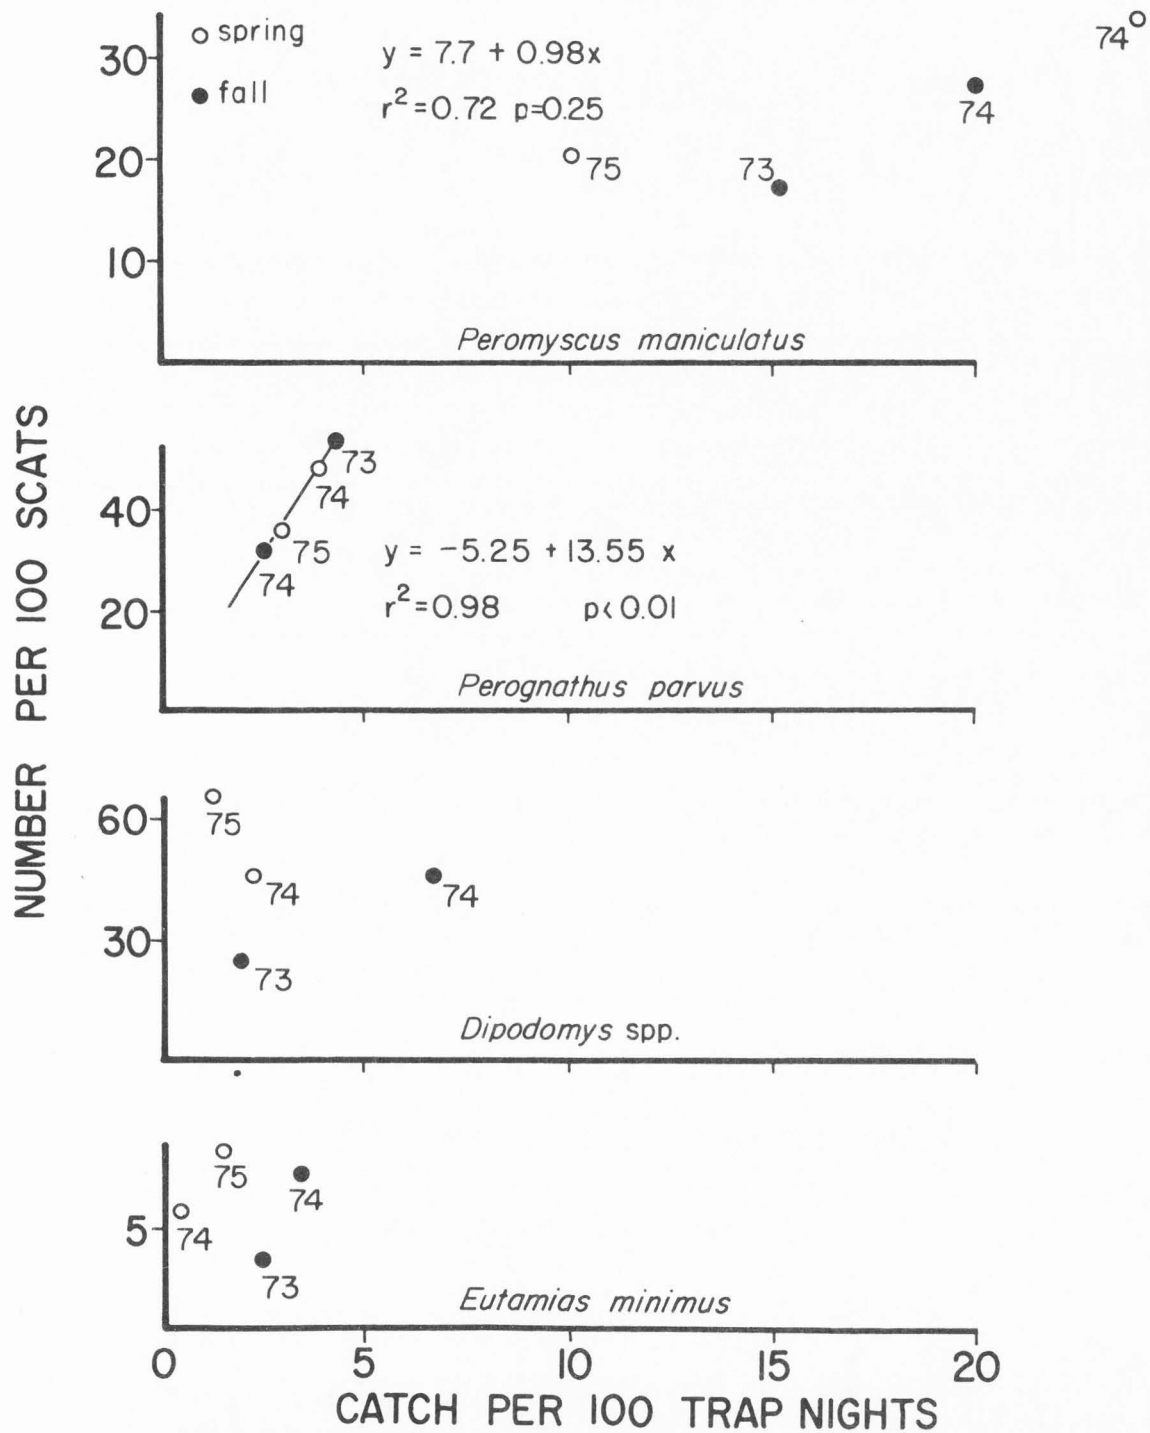 ○ spring
● fall
y = 7.7 + 0.98x
r²=0.72 p=0.25
30
20
10
74
74
75
73
Peromyscus maniculatus
NUMBER PER 100 SCATS
40
20
73
74
75
74
y = -5.25 + 13.55 x
r²=0.98 p<0.01
Perognathus parvus
60
30
75
74
74
73
Dipodomys spp.
5
75
74
74
73
Eutamias minimus
0 5 10 15 20
CATCH PER 100 TRAP NIGHTS